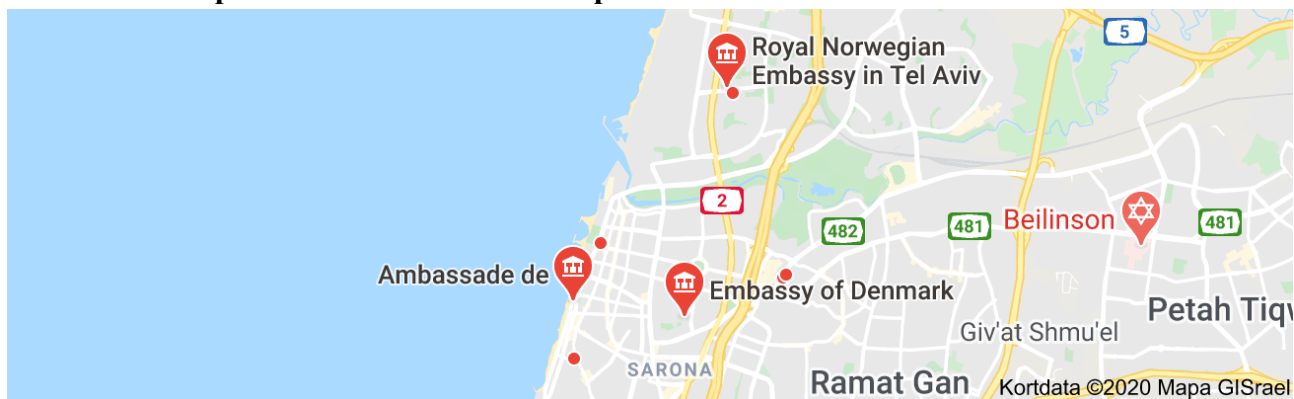 5
Royal Norwegian
Embassy in Tel Aviv
2
482
481
Beilinson
481
Ambassade de
Embassy of Denmark
Petah Tiqw
Giv'at Shmu'el
SARONA
Ramat Gan
Kortdata ©2020 Mapa GISrael